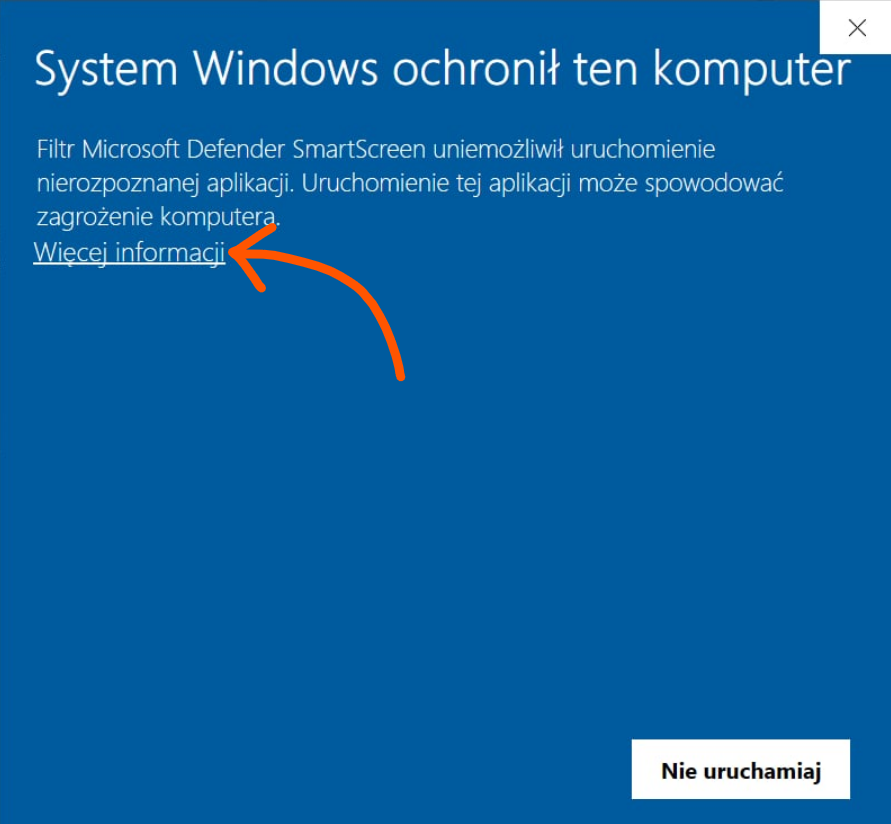 System Windows ochronił ten komputer
Filtr Microsoft Defender SmartScreen uniemożliwił uruchomienie
nierozpoznanej aplikacji. Uruchomienie tej aplikacji może spowodować
zagrożenie komputera.
Więcej informacji
Nie uruchamiaj